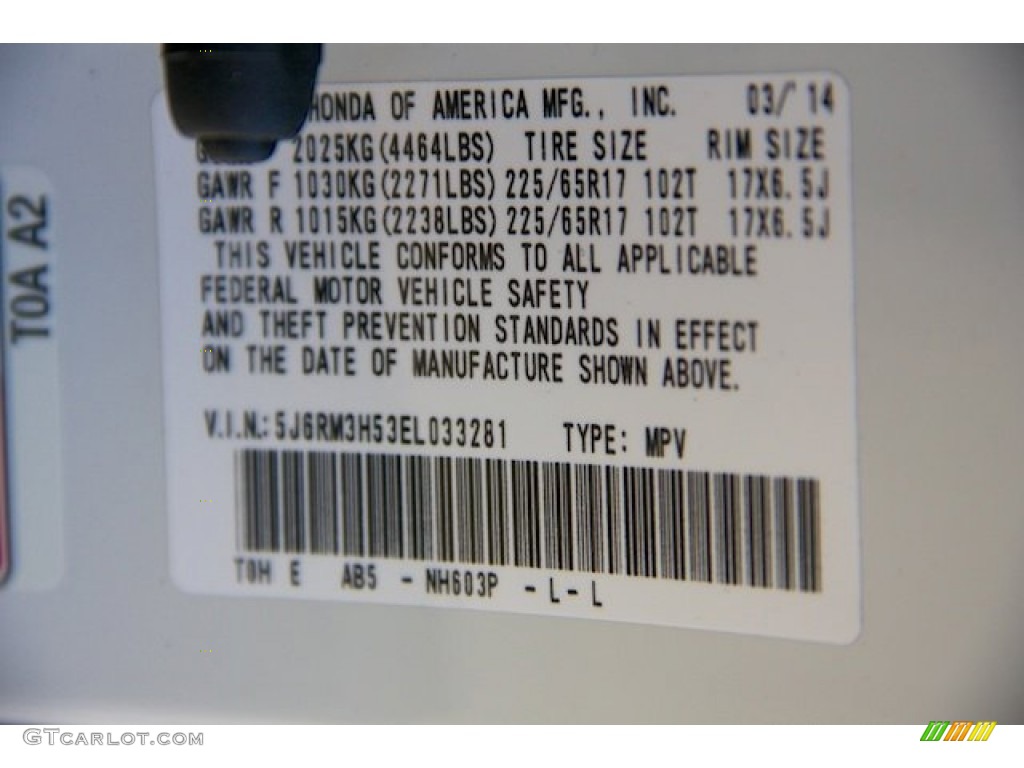 HONDA OF AMERICA MFG., INC. 03/ 14
2025KG(4464LBS) TIRE SIZE RIM SIZE
GAWR F 1030KG(2271LBS) 225/65R17 102T 17X6.5J
GAWR R 1015KG(2238LBS) 225/65R17 102T 17X6.5J
THIS VEHICLE CONFORMS TO ALL APPLICABLE
FEDERAL MOTOR VEHICLE SAFETY
AND THEFT PREVENTION STANDARDS IN EFFECT
ON THE DATE OF MANUFACTURE SHOWN ABOVE.
V.I.N.: 5J6RM3H53EL033281 TYPE: MPV
T0H E AB5 - NH603P - L - L
T0A A2
GTCARLOT.COM